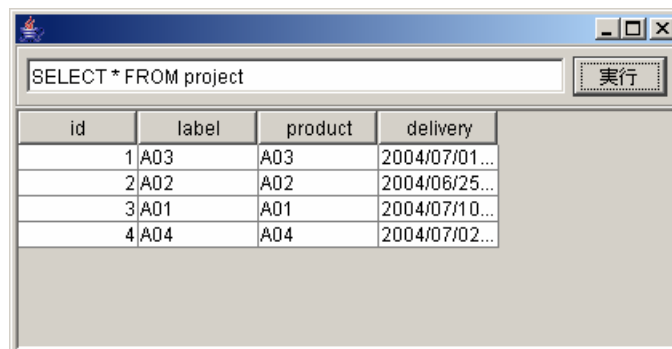 SELECT * FROM project 実行
id label product delivery
1 A03 A03 2004/07/01...
2 A02 A02 2004/06/25...
3 A01 A01 2004/07/10...
4 A04 A04 2004/07/02...